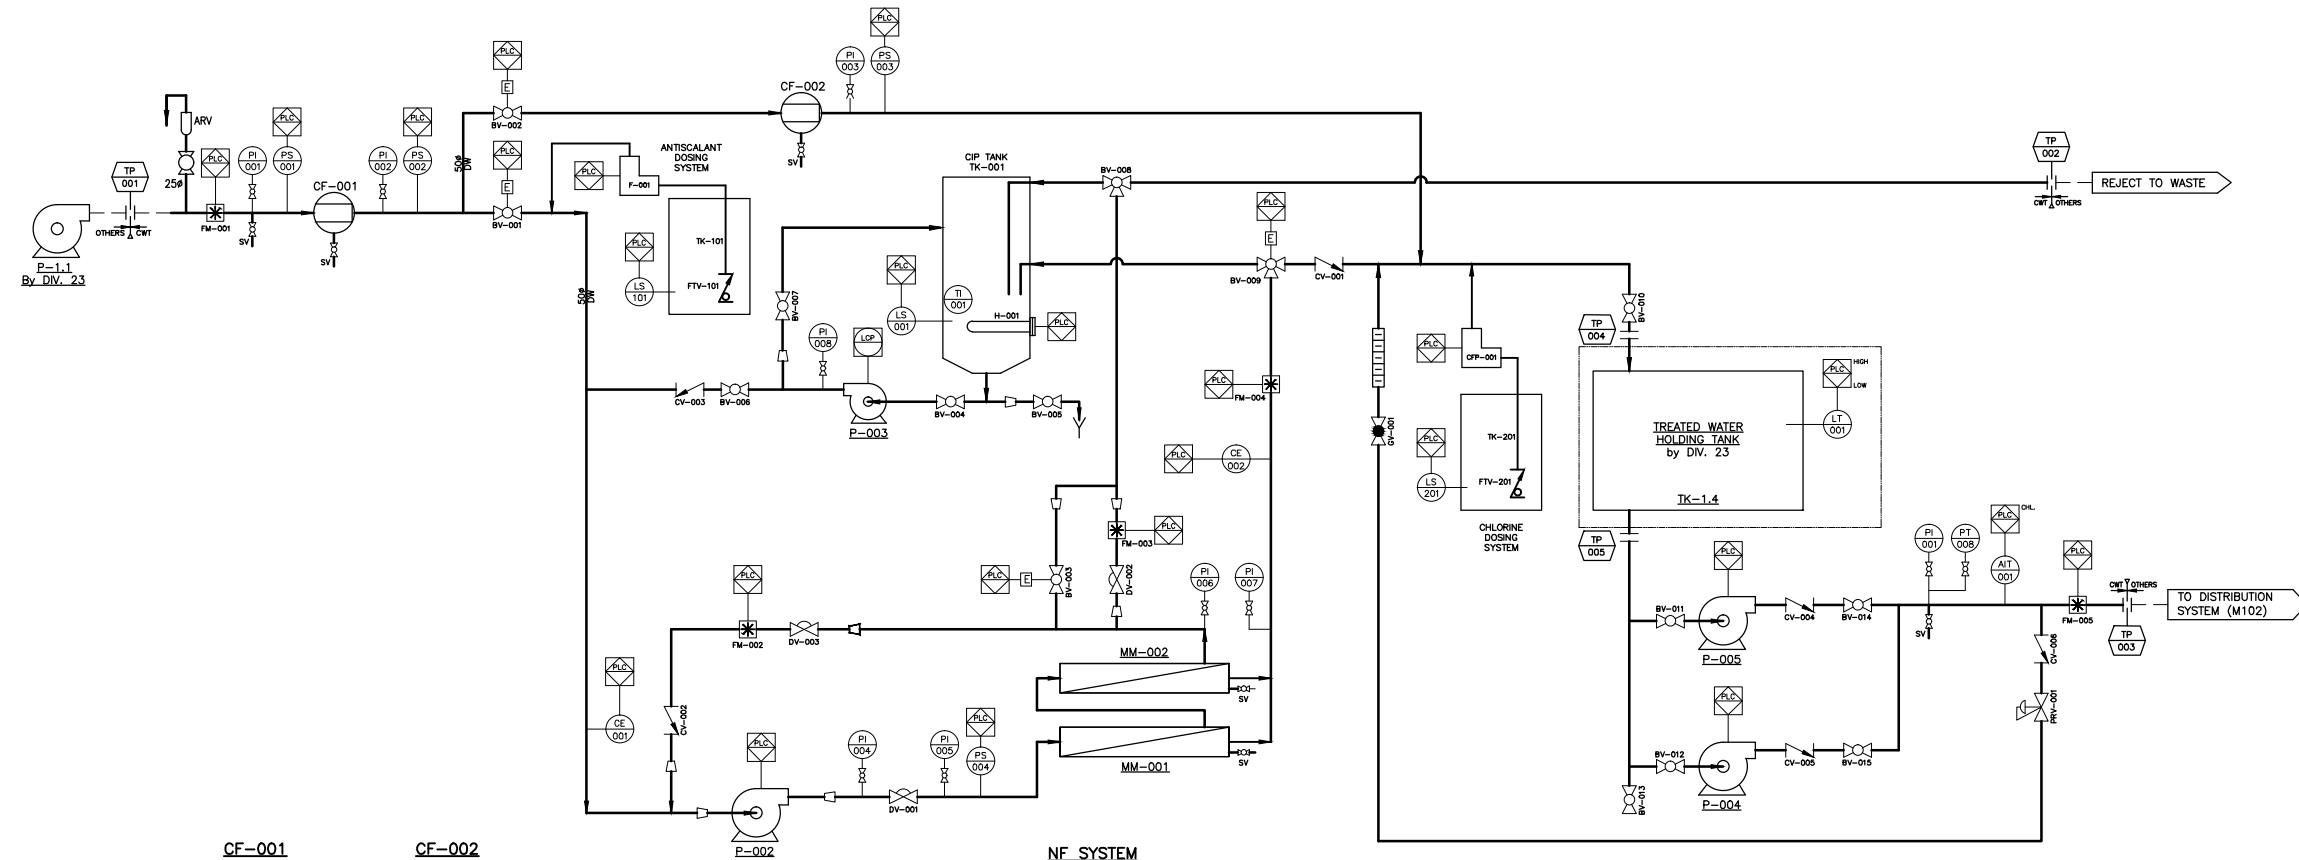 PLC
PI
003
PS
003
PLC
E
BV-002
CF-002
SV
ARV
25ø
PLC
PLC
PI
001
PS
001
PLC
PI
002
PS
002
50ø
DW
PLC
E
BV-001
TP
001
OTHERS
CWT
FM-001
SV
CF-001
SV
P-1.1
By DIV. 23
ANTISCALANT
DOSING
SYSTEM
PLC
F-001
TK-101
FTV-101
PLC
LS
101
50ø
DW
CIP TANK
TK-001
BV-008
TP
002
CWT
OTHERS
REJECT TO WASTE
BV-007
PI
008
LCP
PLC
LS
001
TI
001
H-001
PLC
PLC
E
BV-009
CV-001
CV-003
BV-006
P-003
BV-004
BV-005
PLC
FM-004
PLC
CE
002
GV-001
PLC
CFP-001
TK-201
FTV-201
PLC
LS
201
CHLORINE
DOSING
SYSTEM
BV-010
TP
004
TREATED WATER
HOLDING TANK
by DIV. 23
TK-1.4
PLC
HIGH
LOW
LT
001
TP
005
PLC
FM-003
PLC
E
BV-003
DV-002
PI
006
PI
007
PLC
FM-002
DV-003
PLC
CE
001
CV-002
MM-002
SV
MM-001
SV
PLC
P-002
PI
004
DV-001
PI
005
PLC
PS
004
PLC
BV-011
P-005
CV-004
BV-014
PLC
BV-012
P-004
CV-005
BV-015
BV-013
PI
001
PT
008
PLC
CHL.
AIT
001
SV
PLC
FM-005
CWT
OTHERS
TP
003
TO DISTRIBUTION
SYSTEM (M102)
CV-006
PRV-001
CF-001
CF-002
NF SYSTEM